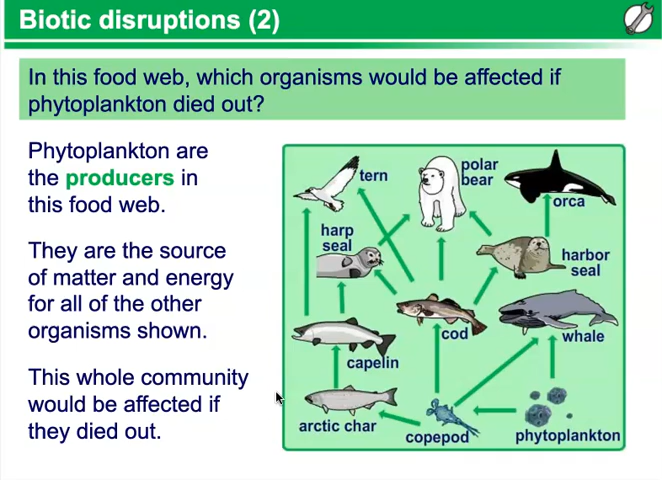 Biotic disruptions (2)
In this food web, which organisms would be affected if
phytoplankton died out?
Phytoplankton are
the producers in
this food web.
They are the source
of matter and energy
for all of the other
organisms shown.
This whole community
would be affected if
they died out.
tern
polar
bear
orca
harp
seal
harbor
seal
cod
whale
capelin
arctic char
copepod
phytoplankton